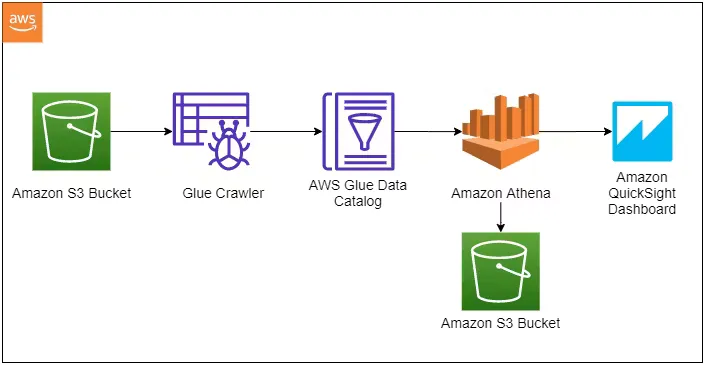 aws
Amazon S3 Bucket
Glue Crawler
AWS Glue Data
Catalog
Amazon Athena
Amazon
QuickSight
Dashboard
Amazon S3 Bucket